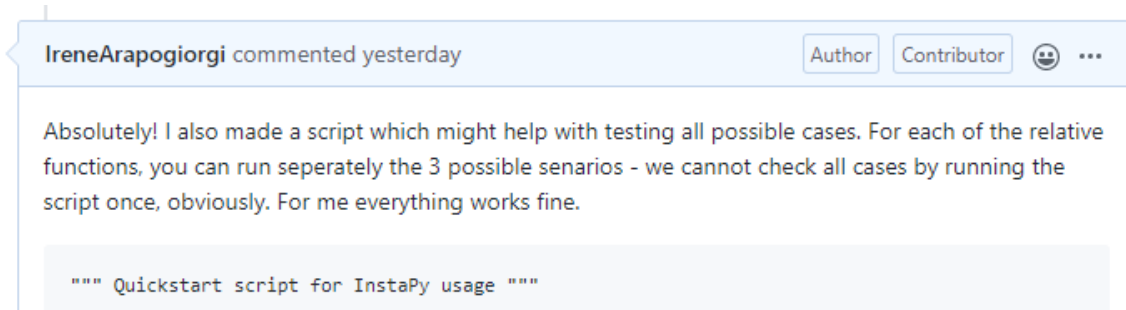 IreneArapogiorgi commented yesterday Author Contributor
Absolutely! I also made a script which might help with testing all possible cases. For each of the relative
functions, you can run seperately the 3 possible senarios - we cannot check all cases by running the
script once, obviously. For me everything works fine.
""" Quickstart script for InstaPy usage """